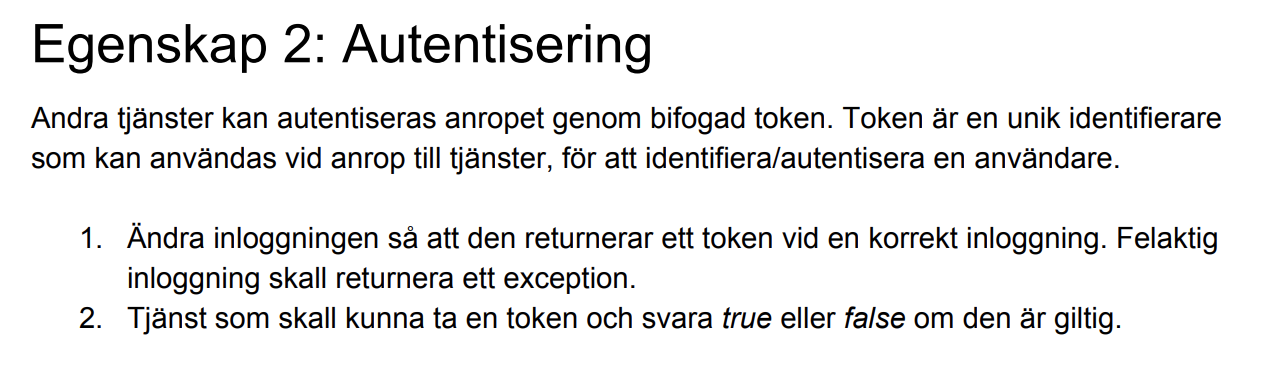 Egenskap 2: Autentisering
Andra tjänster kan autentiseras anropet genom bifogad token. Token är en unik identifierare
som kan användas vid anrop till tjänster, för att identifiera/autentisera en användare.
1. Ändra inloggningen så att den returnerar ett token vid en korrekt inloggning. Felaktig
inloggning skall returnera ett exception.
2. Tjänst som skall kunna ta en token och svara true eller false om den är giltig.